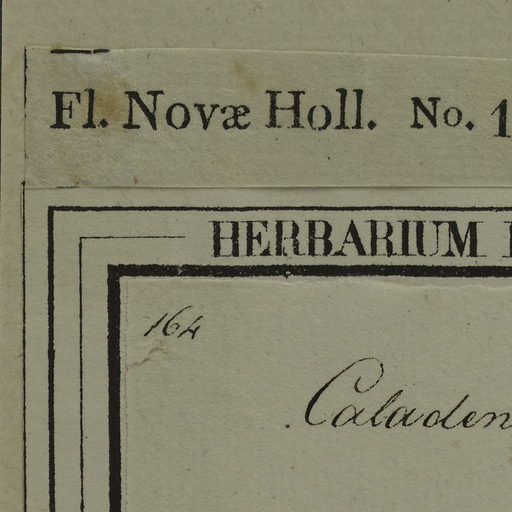 Fl. Novæ Holl. No. 1
HERBARIUM
164
Caladen